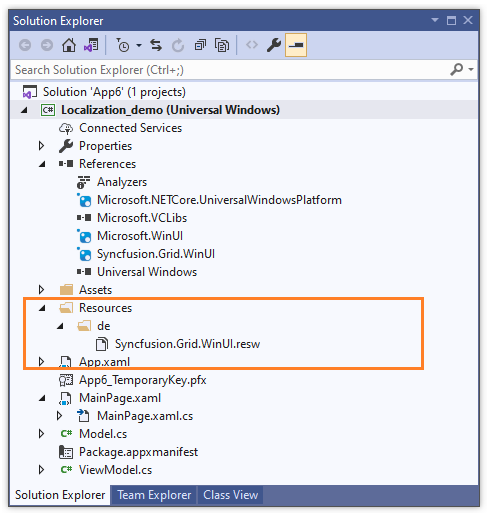 Solution Explorer
Search Solution Explorer (Ctrl+;)
Solution 'App6' (1 projects)
C# Localization_demo (Universal Windows)
Connected Services
Properties
References
Analyzers
Microsoft.NETCore.UniversalWindowsPlatform
Microsoft.VCLibs
Microsoft.WinUI
Syncfusion.Grid.WinUI
Universal Windows
Assets
Resources
de
Syncfusion.Grid.WinUI.resw
App.xaml
App6_TemporaryKey.pfx
MainPage.xaml
MainPage.xaml.cs
C# Model.cs
Package.appxmanifest
C# ViewModel.cs
Solution Explorer Team Explorer Class View